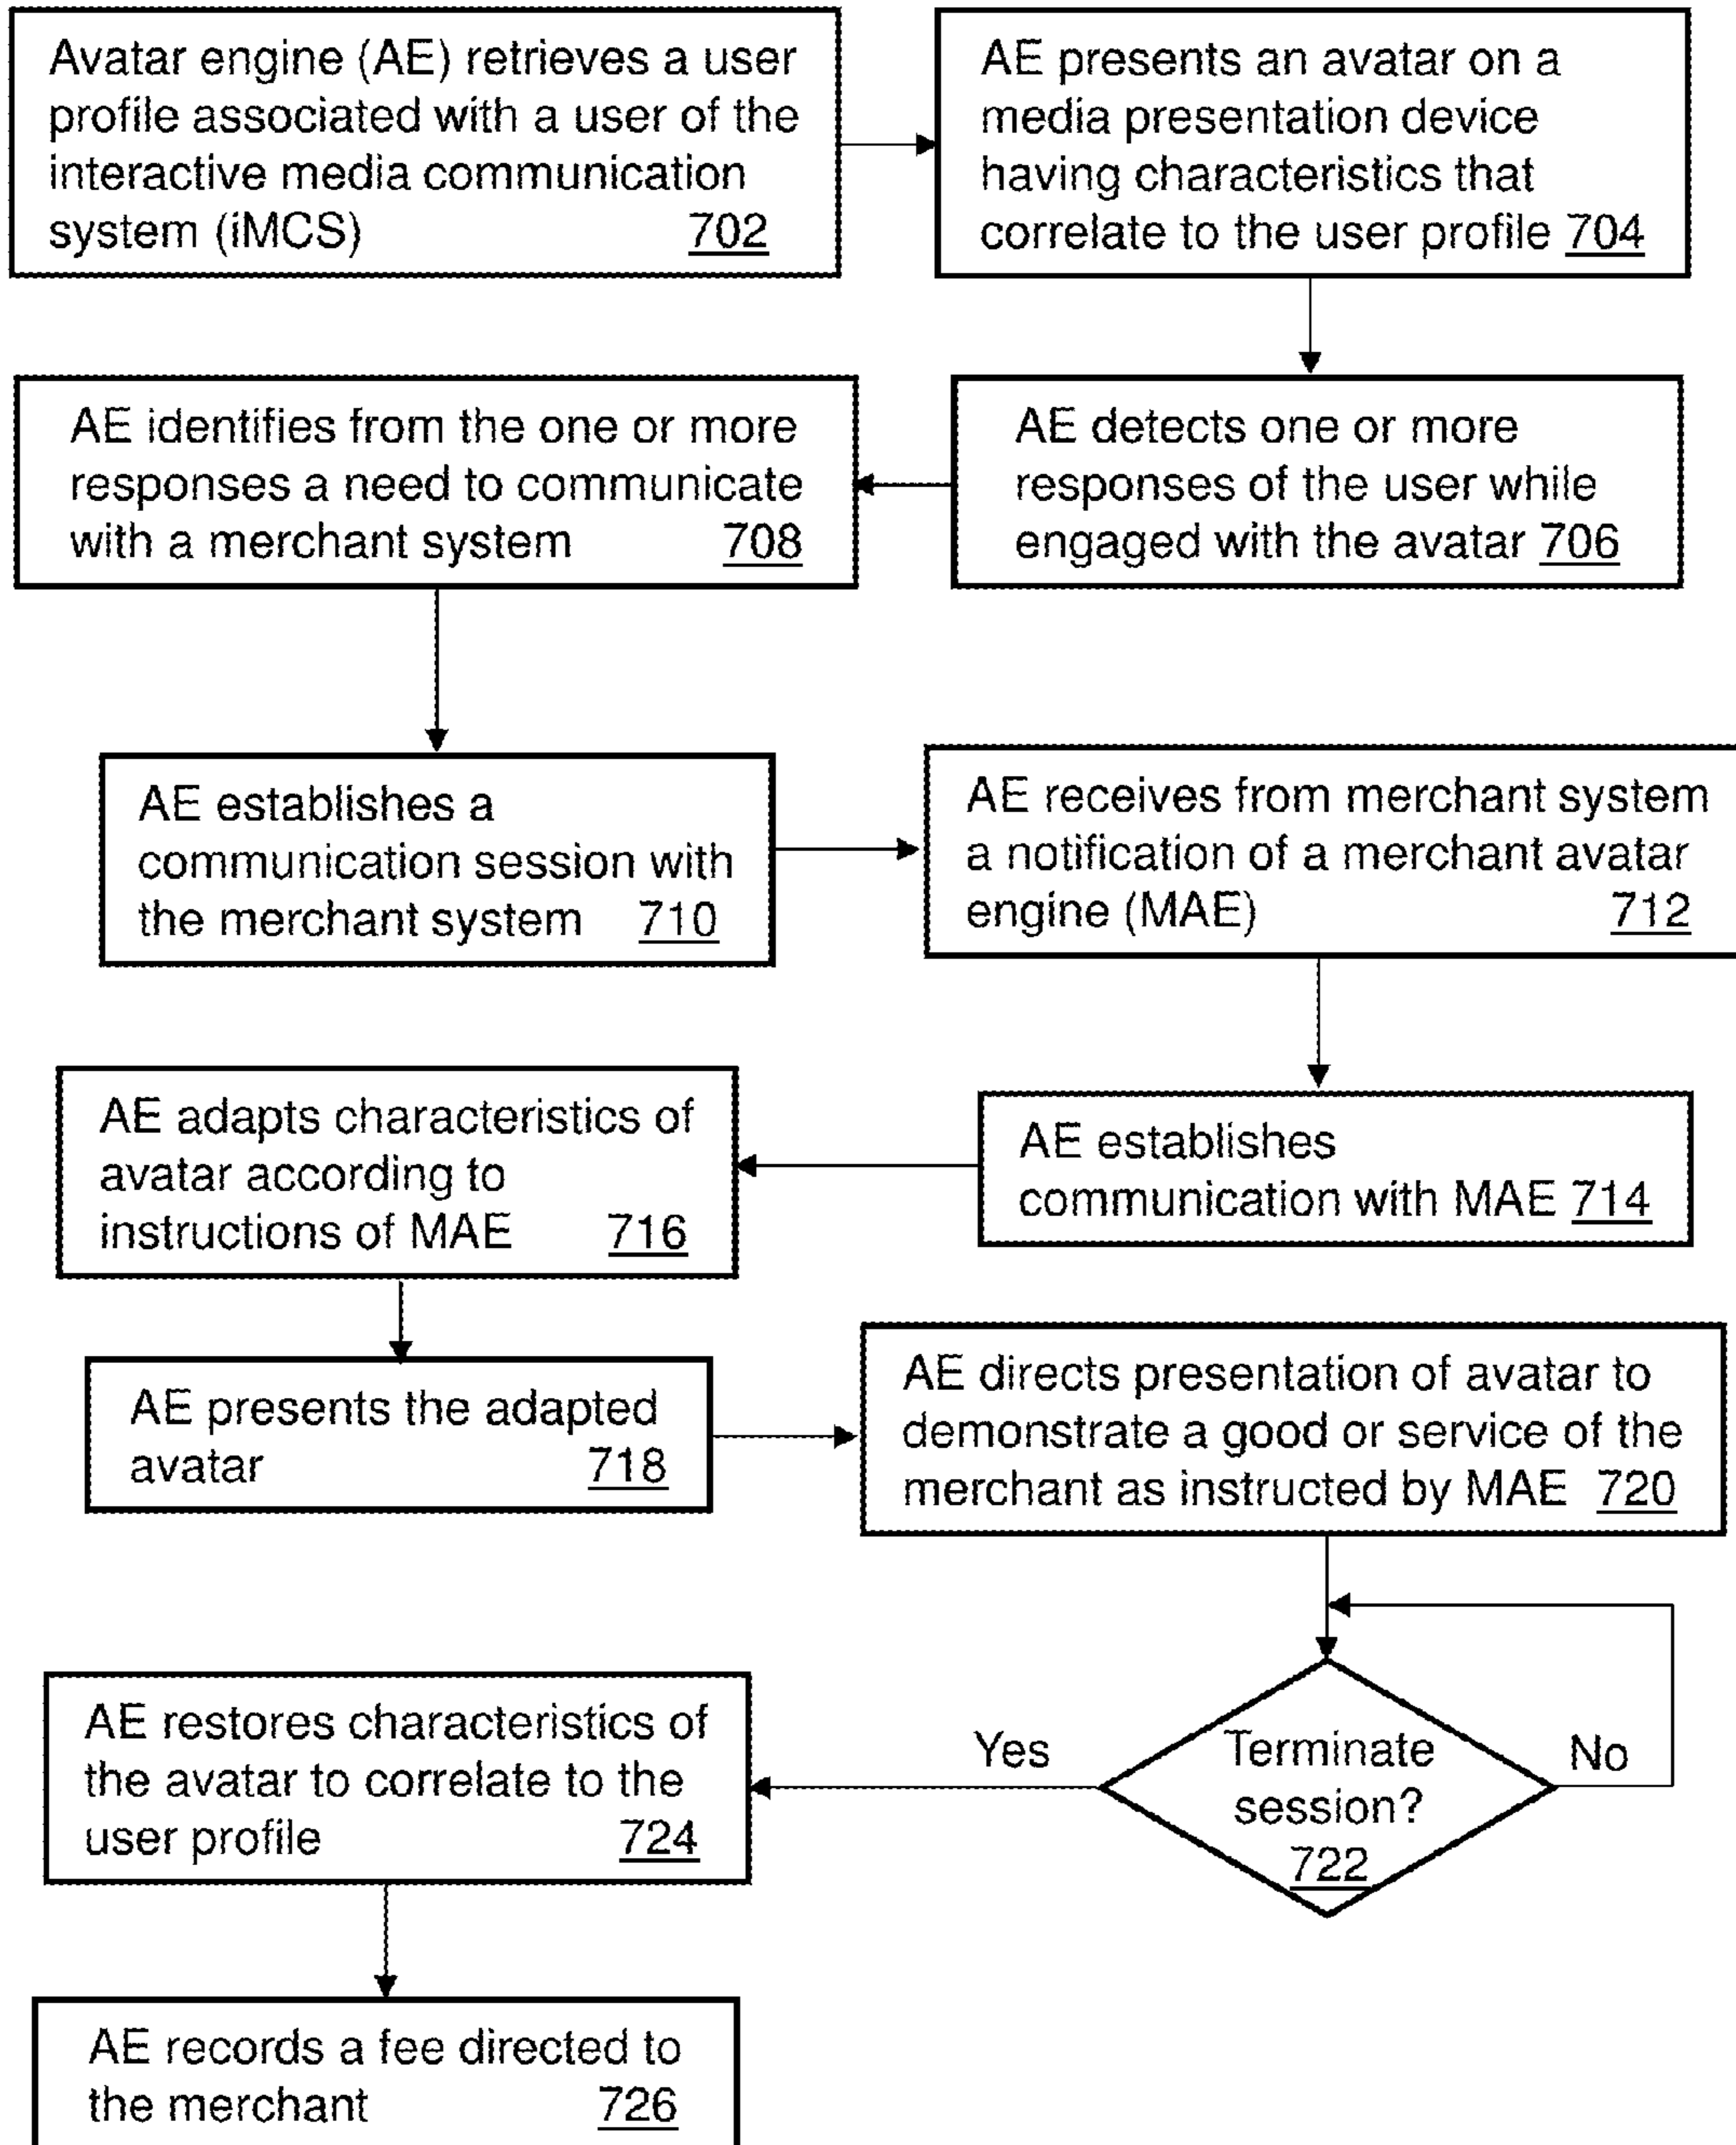 Avatar engine (AE) retrieves a user
profile associated with a user of the
interactive media communication
system (iMCS) 702
AE presents an avatar on a
media presentation device
having characteristics that
correlate to the user profile 704
AE detects one or more
responses of the user while
engaged with the avatar 706
AE identifies from the one or more
responses a need to communicate
with a merchant system 708
AE establishes a
communication session with
the merchant system 710
AE receives from merchant system
a notification of a merchant avatar
engine (MAE) 712
AE establishes
communication with MAE 714
AE adapts characteristics of
avatar according to
instructions of MAE 716
AE presents the adapted
avatar 718
AE directs presentation of avatar to
demonstrate a good or service of the
merchant as instructed by MAE 720
Terminate
session?
722
No
Yes
AE restores characteristics of
the avatar to correlate to the
user profile 724
AE records a fee directed to
the merchant 726